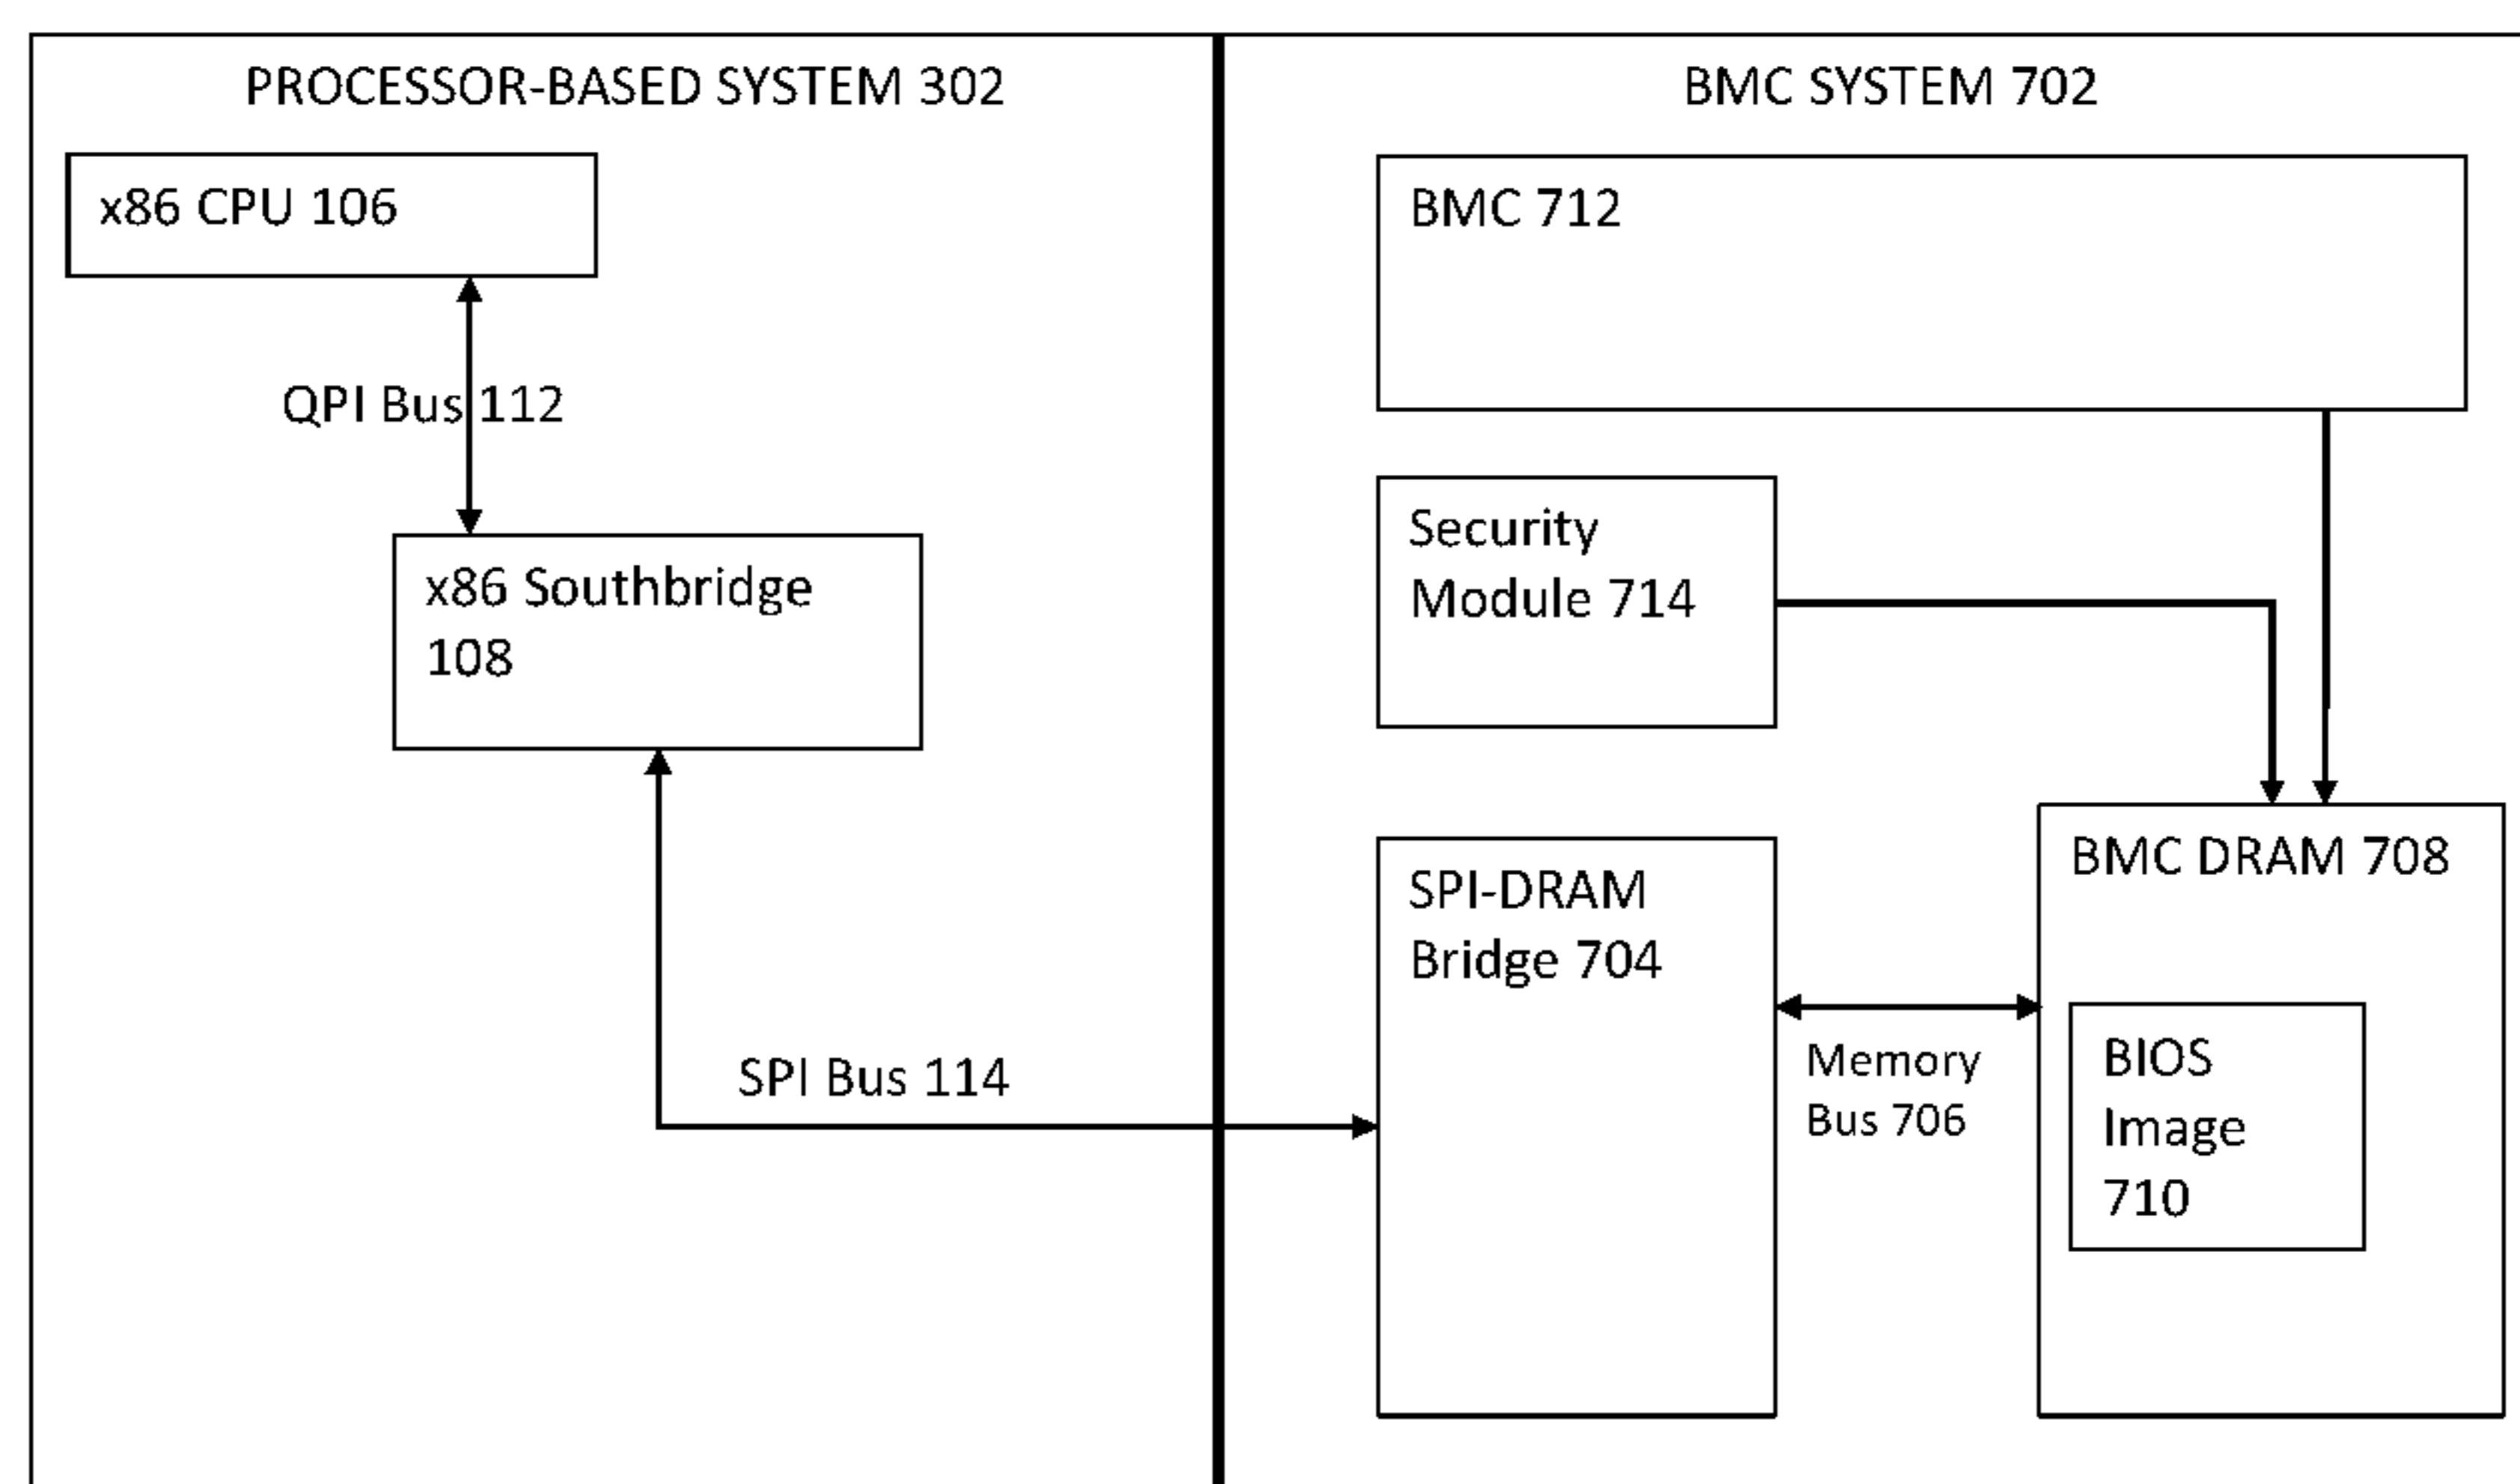 PROCESSOR-BASED SYSTEM 302
x86 CPU 106
QPI Bus 112
x86 Southbridge
108
SPI Bus 114
BMC SYSTEM 702
BMC 712
Security
Module 714
SPI-DRAM
Bridge 704
Memory
Bus 706
BMC DRAM 708
BIOS
Image
710